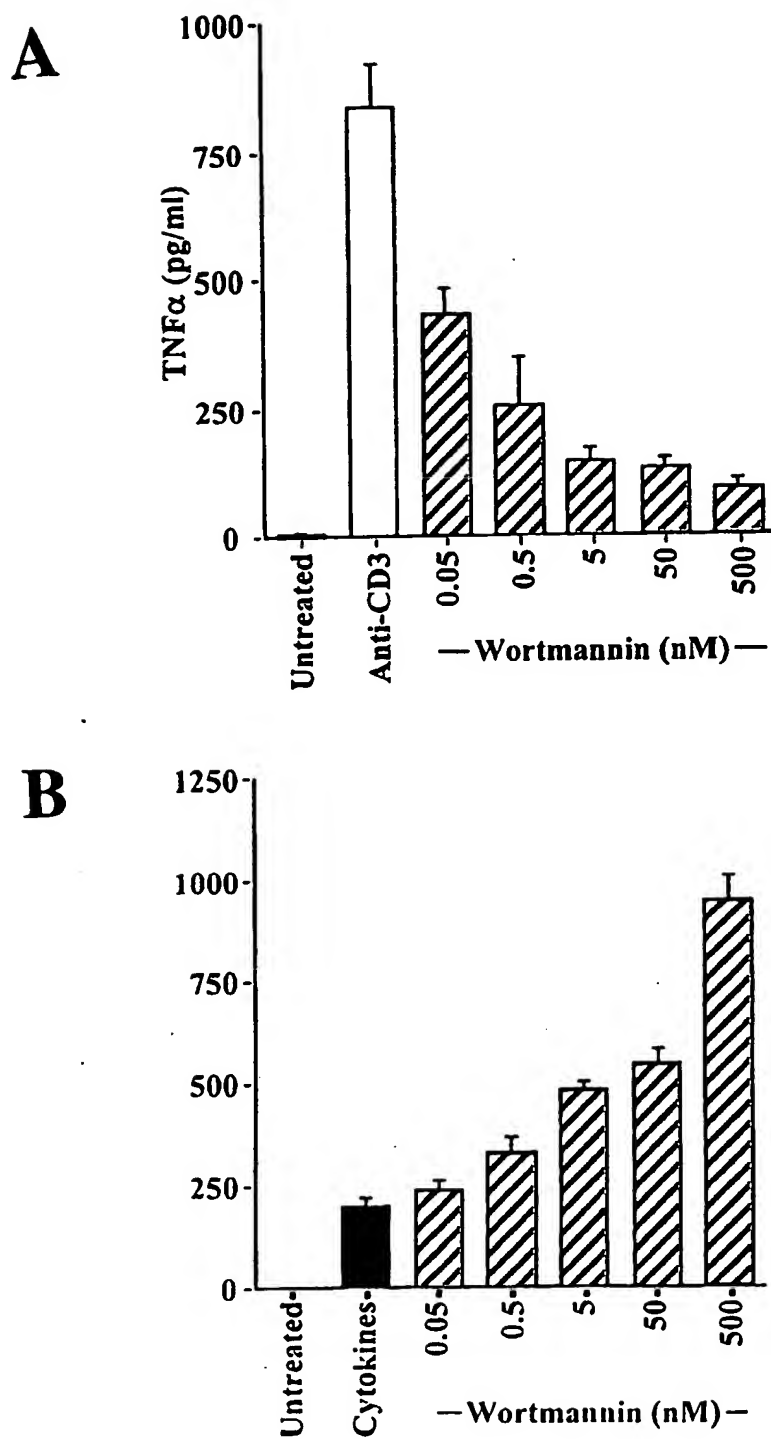 A
1000
750
500
250
0
TNFα (pg/ml)
Untreated
Anti-CD3
0.05
0.5
5
50
500
—Wortmannin (nM)—
B
1250
1000
750
500
250
0
Untreated
Cytokines
0.05
0.5
5
50
500
—Wortmannin (nM)—